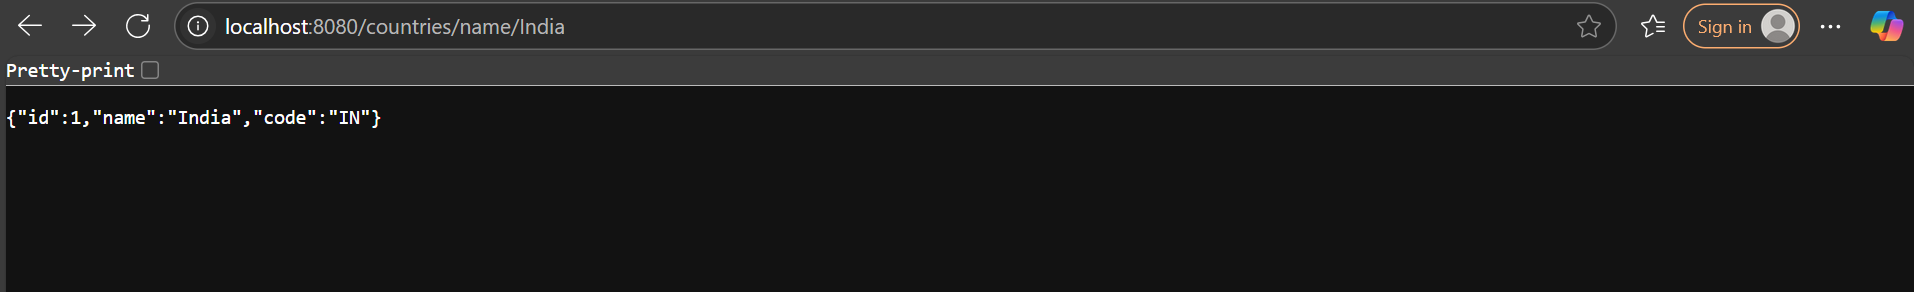 localhost:8080/countries/name/India
Sign in
Pretty-print
{"id":1,"name":"India","code":"IN"}